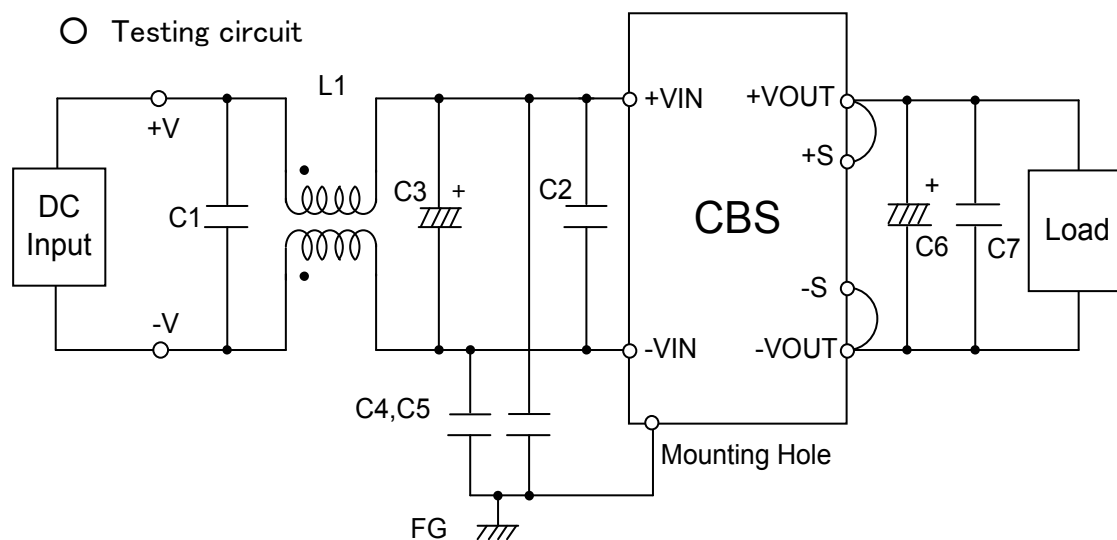 ○ Testing circuit
L1
+V
+VIN
+VOUT
+S
C3
+
C2
DC
Input
C1
CBS
+
C6
C7
Load
-S
-V
-VIN
-VOUT
C4,C5
Mounting Hole
FG